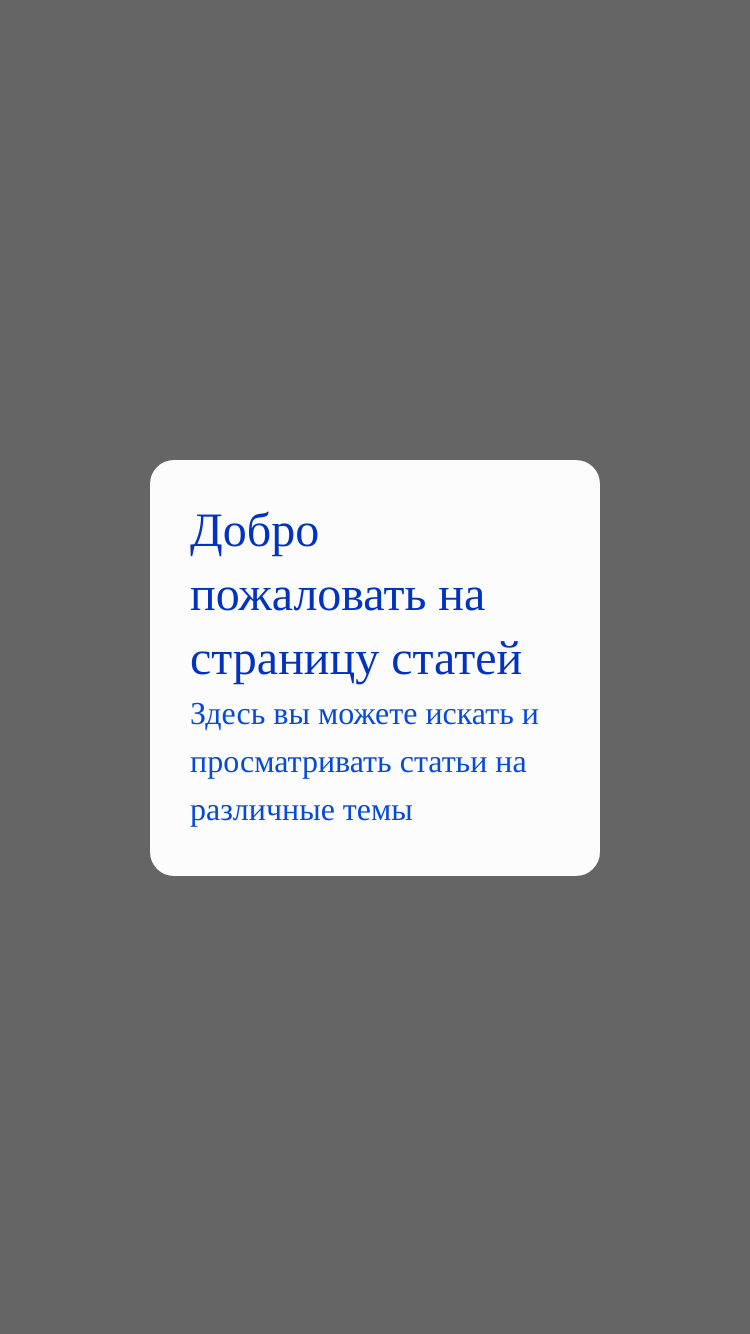 Добро
пожаловать на
страницу статей
Здесь вы можете искать и
просматривать статьи на
различные темы